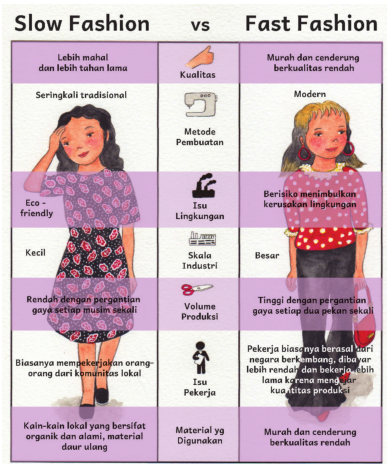 Slow Fashion
vs
Fast Fashion
Lebih mahal
dan lebih tahan lama
Kualitas
Murah dan cenderung
berkualitas rendah
Seringkali tradisional
Metode
Pembuatan
Modern
Eco -
friendly
Isu
Lingkungan
Berisiko menimbulkan
kerusakan lingkungan
Kecil
Skala
Industri
Besar
Rendah dengan pergantian
gaya setiap musim sekali
Volume
Produksi
Tinggi dengan pergantian
gaya setiap dua pekan sekali
Biasanya mempekerjakan orang-
orang dari komunitas lokal
Isu
Pekerja
Pekerja biasanya berasal dari
negara berkembang, dibayar
lebih rendah dan bekerja lebih
lama karena mengejar
kuantitas produksi
Kain-kain lokal yang bersifat
organik dan alami, material
daur ulang
Material yg
Digunakan
Murah dan cenderung
berkualitas rendah